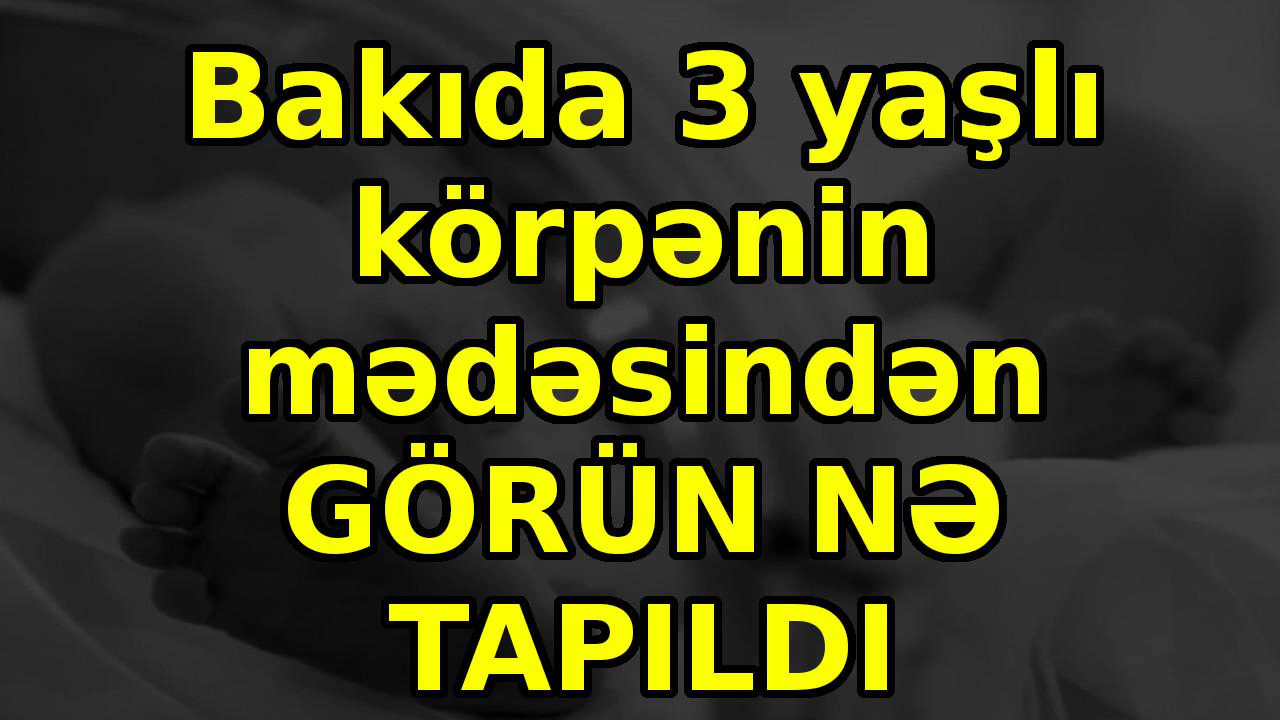 Bakıda 3 yaşlı
körpənin
mədəsindən
GÖRÜN NƏ
TAPILDI